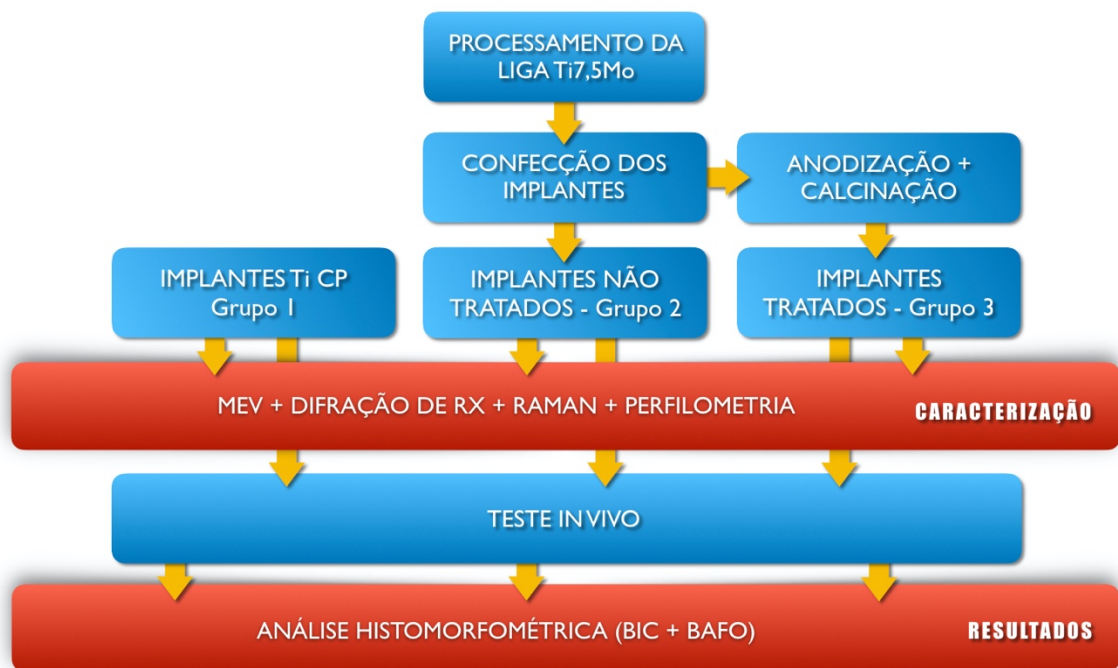 PROCESSAMENTO DA
LIGA Ti7,5Mo
CONFECÇÃO DOS
IMPLANTES
ANODIZAÇÃO +
CALCINAÇÃO
IMPLANTES Ti CP
Grupo 1
IMPLANTES NÃO
TRATADOS - Grupo 2
IMPLANTES
TRATADOS - Grupo 3
MEV + DIFRAÇÃO DE RX + RAMAN + PERFILOMETRIA
CARACTERIZAÇÃO
TESTE IN VIVO
ANÁLISE HISTOMORFOMÉTRICA (BIC + BAFO)
RESULTADOS